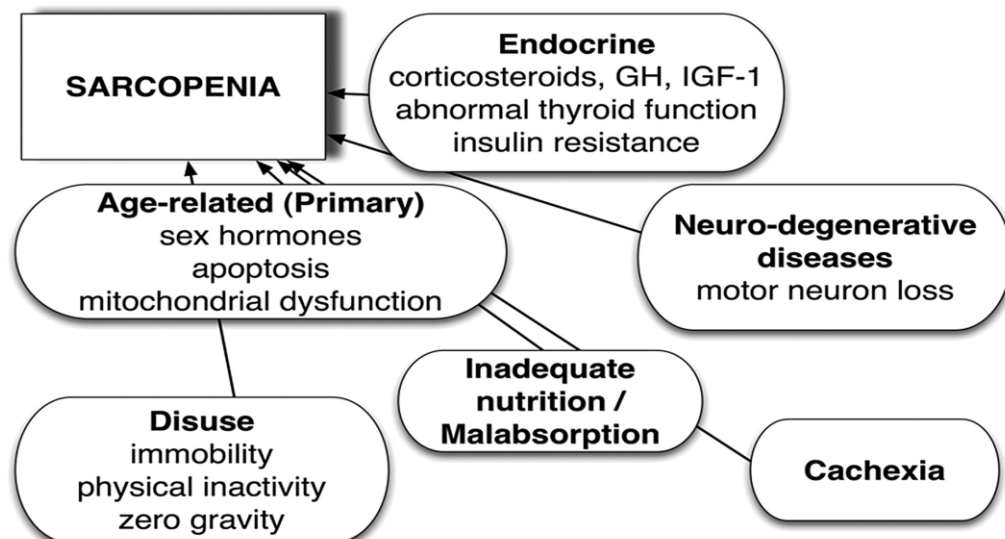 SARCOPENIA
Endocrine
corticosteroids, GH, IGF-1
abnormal thyroid function
insulin resistance
Age-related (Primary)
sex hormones
apoptosis
mitochondrial dysfunction
Neuro-degenerative
diseases
motor neuron loss
Inadequate
nutrition /
Malabsorption
Disuse
immobility
physical inactivity
zero gravity
Cachexia